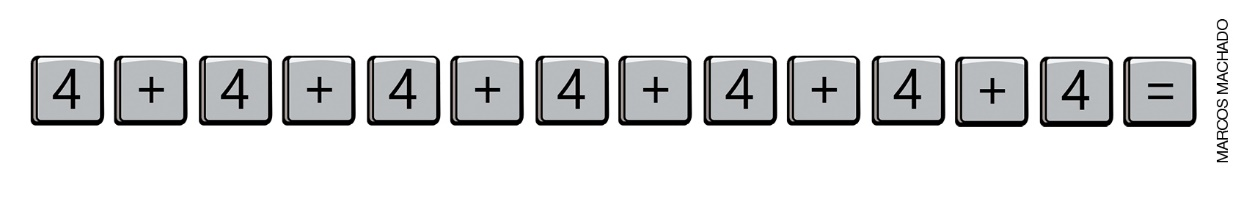 4 + 4 + 4 + 4 + 4 + 4 + 4 =
MARCOS MACHADO